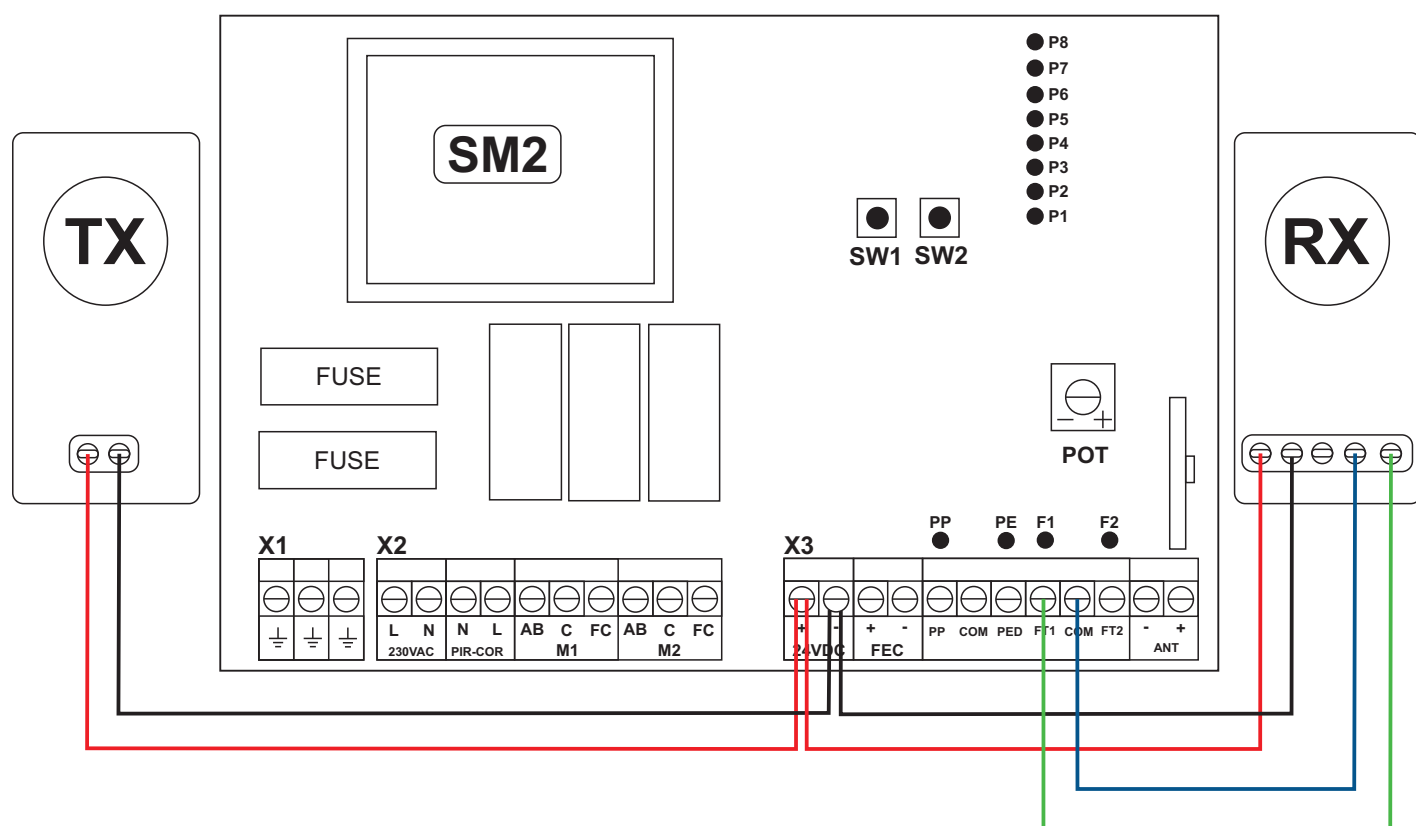 P8
P7
P6
P5
P4
P3
P2
P1
SM2
TX
RX
SW1 SW2
FUSE
FUSE
- +
POT
PP PE F1 F2
X1 X2 X3
L N N L AB C FC AB C FC
230VAC PIR-COR M1 M2
+ - + - PP COM PED FT1 COM FT2 - +
24VDC FEC ANT